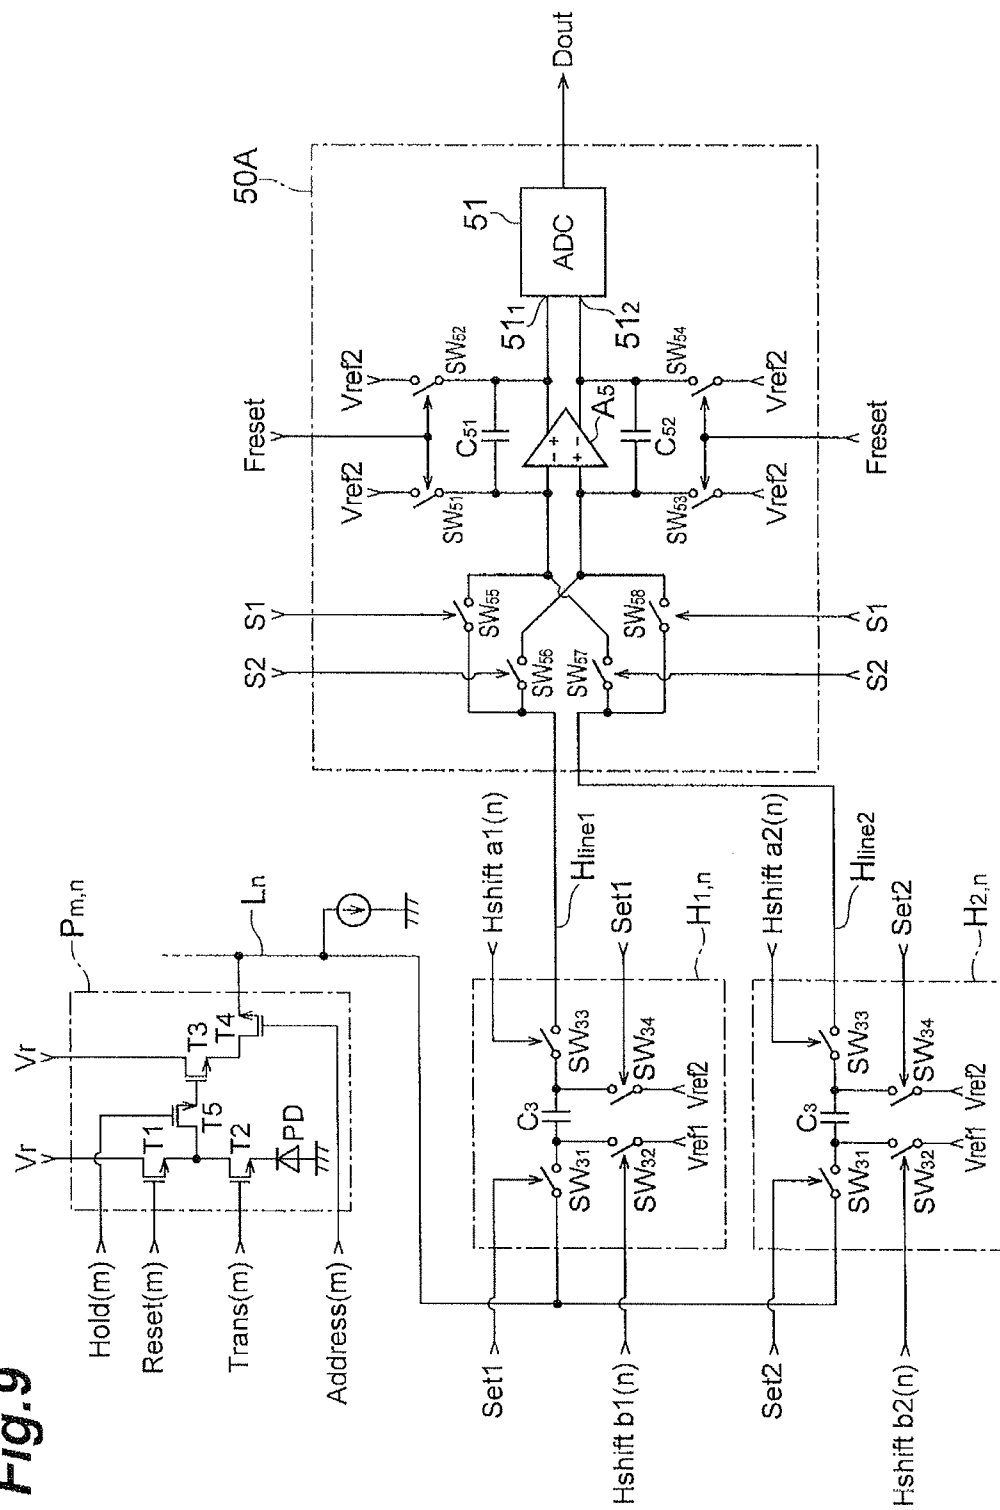 Fig.9
Vr
Vr
Pm,n
Hold(m)
Reset(m)
Trans(m)
Address(m)
T1
T2
T3
T4
T5
PD
Ln
Set1
Hshift b1(n)
SW31
SW32
C3
SW33
SW34
Vref1
Vref2
Hshift a1(n)
Set1
H1,n
Hline1
Set2
Hshift b2(n)
SW31
SW32
C3
SW33
SW34
Vref1
Vref2
Hshift a2(n)
Set2
H2,n
Hline2
50A
S2
S1
SW55
SW56
SW57
SW58
S2
S1
Freset
Vref2
Vref2
SW51
SW52
C51
A5
- +
+ -
C52
SW53
SW54
Vref2
Vref2
Freset
511
512
51
ADC
Dout